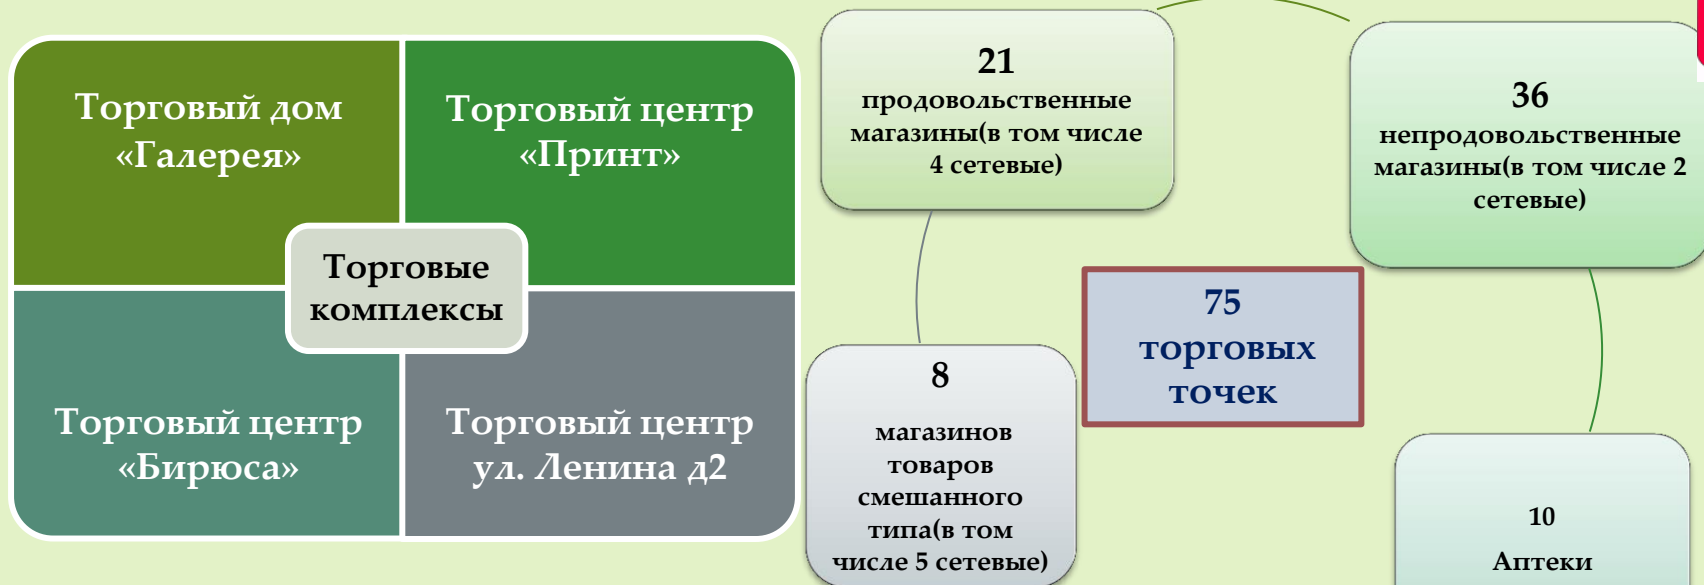 Торговый дом
«Галерея»
Торговый центр
«Принт»
Торговые
комплексы
Торговый центр
«Бирюса»
Торговый центр
ул. Ленина д2
21
продовольственные
магазины(в том числе
4 сетевые)
36
непродовольственные
магазины(в том числе 2
сетевые)
75
торговых
точек
8
магазинов
товаров
смешанного
типа(в том
числе 5 сетевые)
10
Аптеки